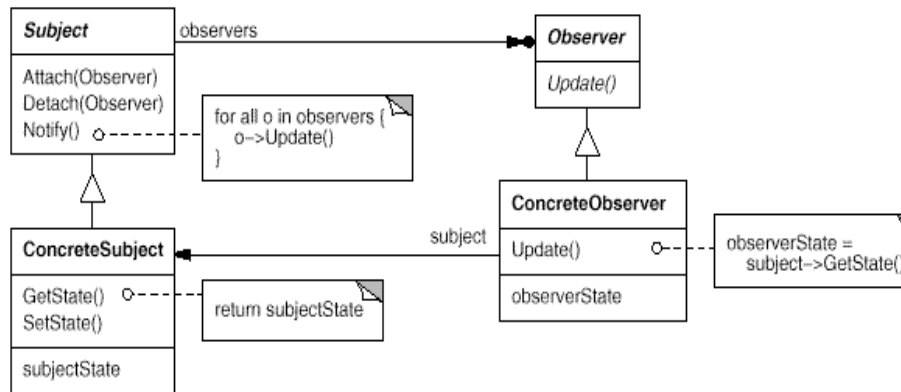 Subject
observers
Observer
Attach(Observer)
Detach(Observer)
Notify()
for all o in observers {
o->Update()
}
Update()
ConcreteSubject
GetState()
SetState()
subjectState
return subjectState
subject
ConcreteObserver
Update()
observerState
observerState =
subject->GetState()